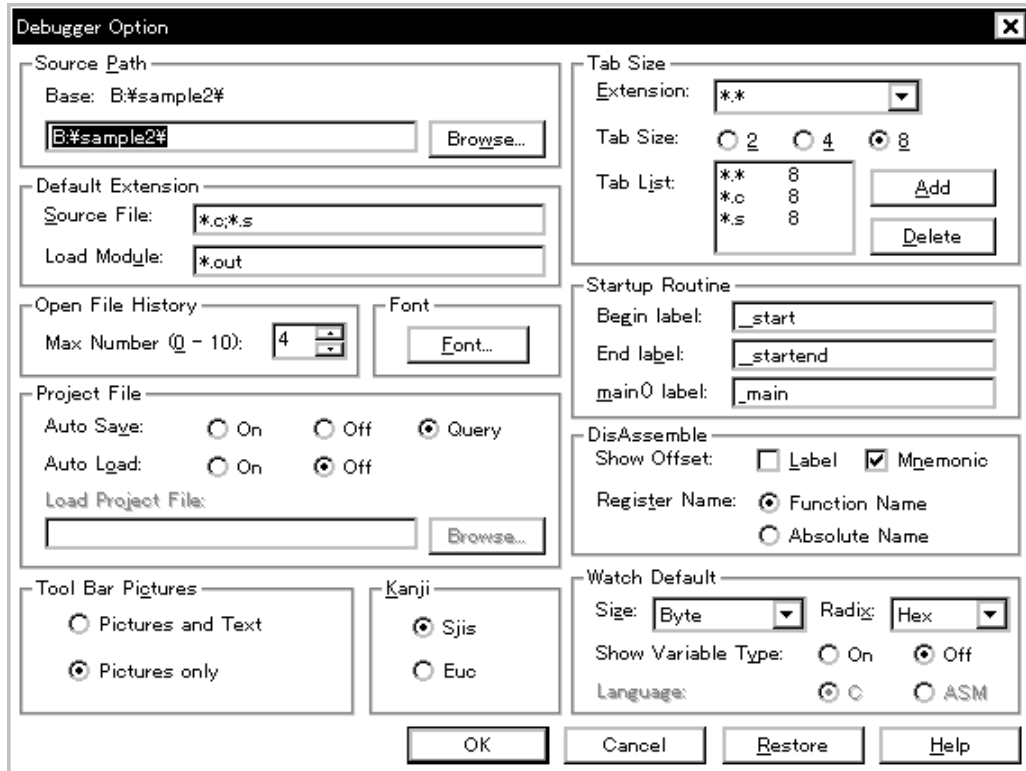 Debugger Option
Source Path
Base: B:¥sample2¥
B:¥sample2¥
Browse...
Default Extension
Source File: *.c;*.s
Load Module: *.out
Open File History
Max Number (0 - 10): 4
Font
Font...
Project File
Auto Save: On Off Query
Auto Load: On Off
Load Project File:
Browse...
Tool Bar Pictures
Pictures and Text
Pictures only
Kanji
Sjis
Euc
Tab Size
Extension: *.*
Tab Size: 2 4 8
Tab List:
*.* 8
*.c 8
*.s 8
Add
Delete
Startup Routine
Begin label: __start
End label: __startend
main() label: _main
DisAssemble
Show Offset: Label Mnemonic
Register Name: Function Name
Absolute Name
Watch Default
Size: Byte Radix: Hex
Show Variable Type: On Off
Language: C ASM
OK Cancel Restore Help